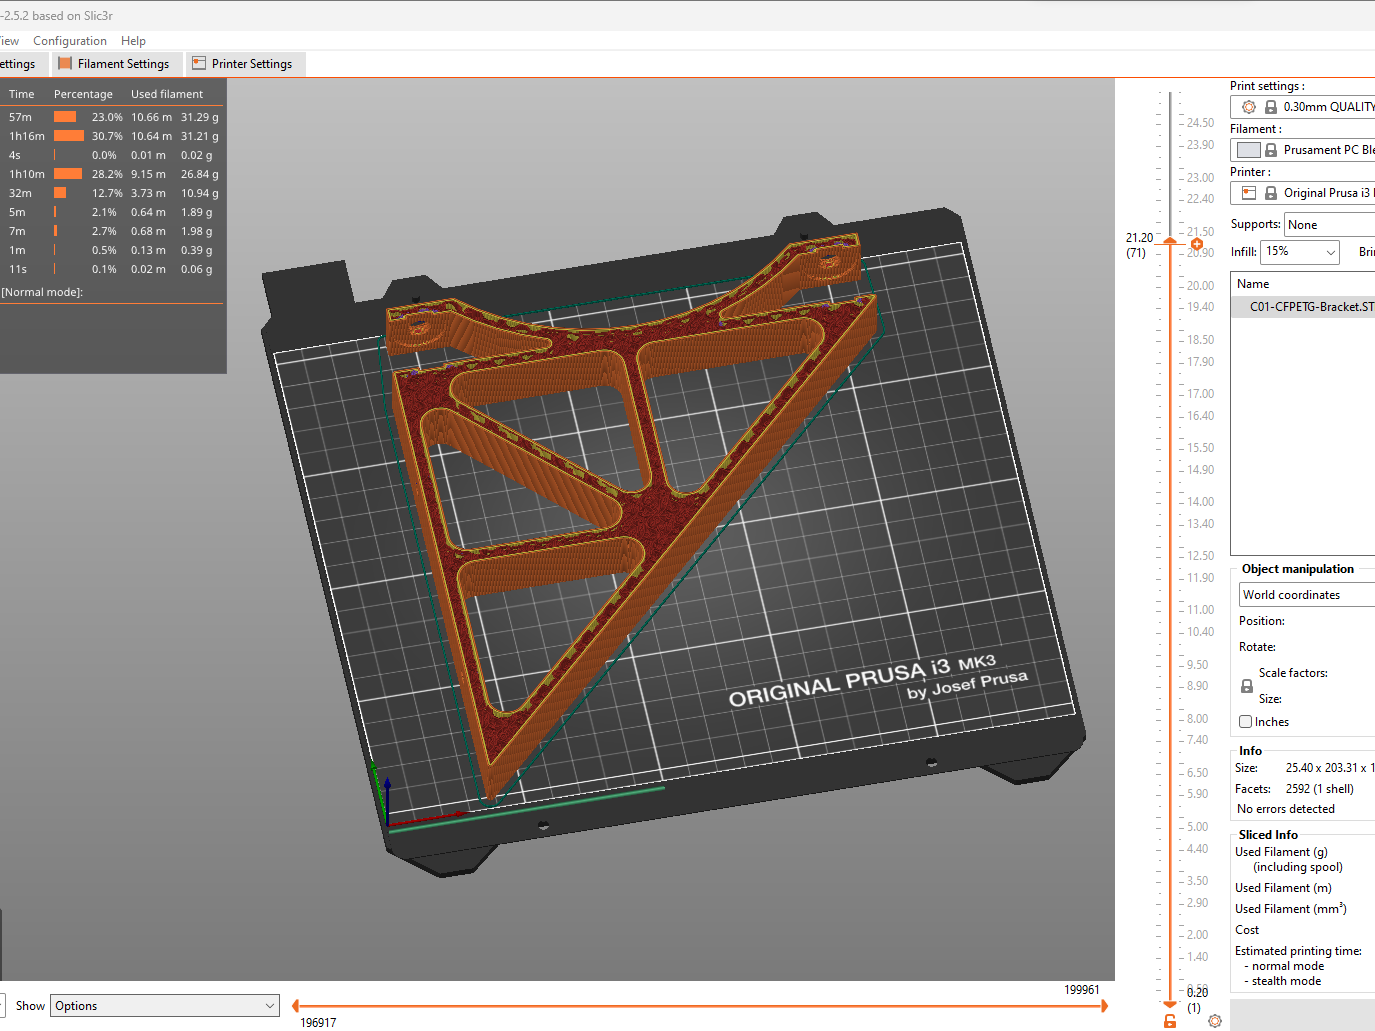 -2.5.2 based on Slic3r
View Configuration Help
ettings Filament Settings Printer Settings
Time Percentage Used filament
57m 23.0% 10.66 m 31.29 g
1h16m 30.7% 10.64 m 31.21 g
4s 0.0% 0.01 m 0.02 g
1h10m 28.2% 9.15 m 26.84 g
32m 12.7% 3.73 m 10.94 g
5m 2.1% 0.64 m 1.89 g
7m 2.7% 0.68 m 1.98 g
1m 0.5% 0.13 m 0.39 g
11s 0.1% 0.02 m 0.06 g
[Normal mode]:
ORIGINAL PRUSA i3 MK3
by Josef Prusa
24.50
23.90
23.00
22.40
21.50
21.20
(71)
20.90
20.00
19.40
18.50
17.90
17.00
16.40
15.50
14.90
14.00
13.40
12.50
11.90
11.00
10.40
9.50
8.90
8.00
7.40
6.50
5.90
5.00
4.40
3.50
2.90
2.00
1.40
0.20
(1)
Print settings :
0.30mm QUALITY
Filament :
Prusament PC Ble
Printer :
Original Prusa i3
Supports: None
Infill: 15% Bri
Name
C01-CFPETG-Bracket.ST
Object manipulation
World coordinates
Position:
Rotate:
Scale factors:
Size:
Inches
Info
Size: 25.40 x 203.31 x 1
Facets: 2592 (1 shell)
No errors detected
Sliced Info
Used Filament (g)
(including spool)
Used Filament (m)
Used Filament (mm³)
Cost
Estimated printing time:
- normal mode
- stealth mode
Show Options
199961
196917